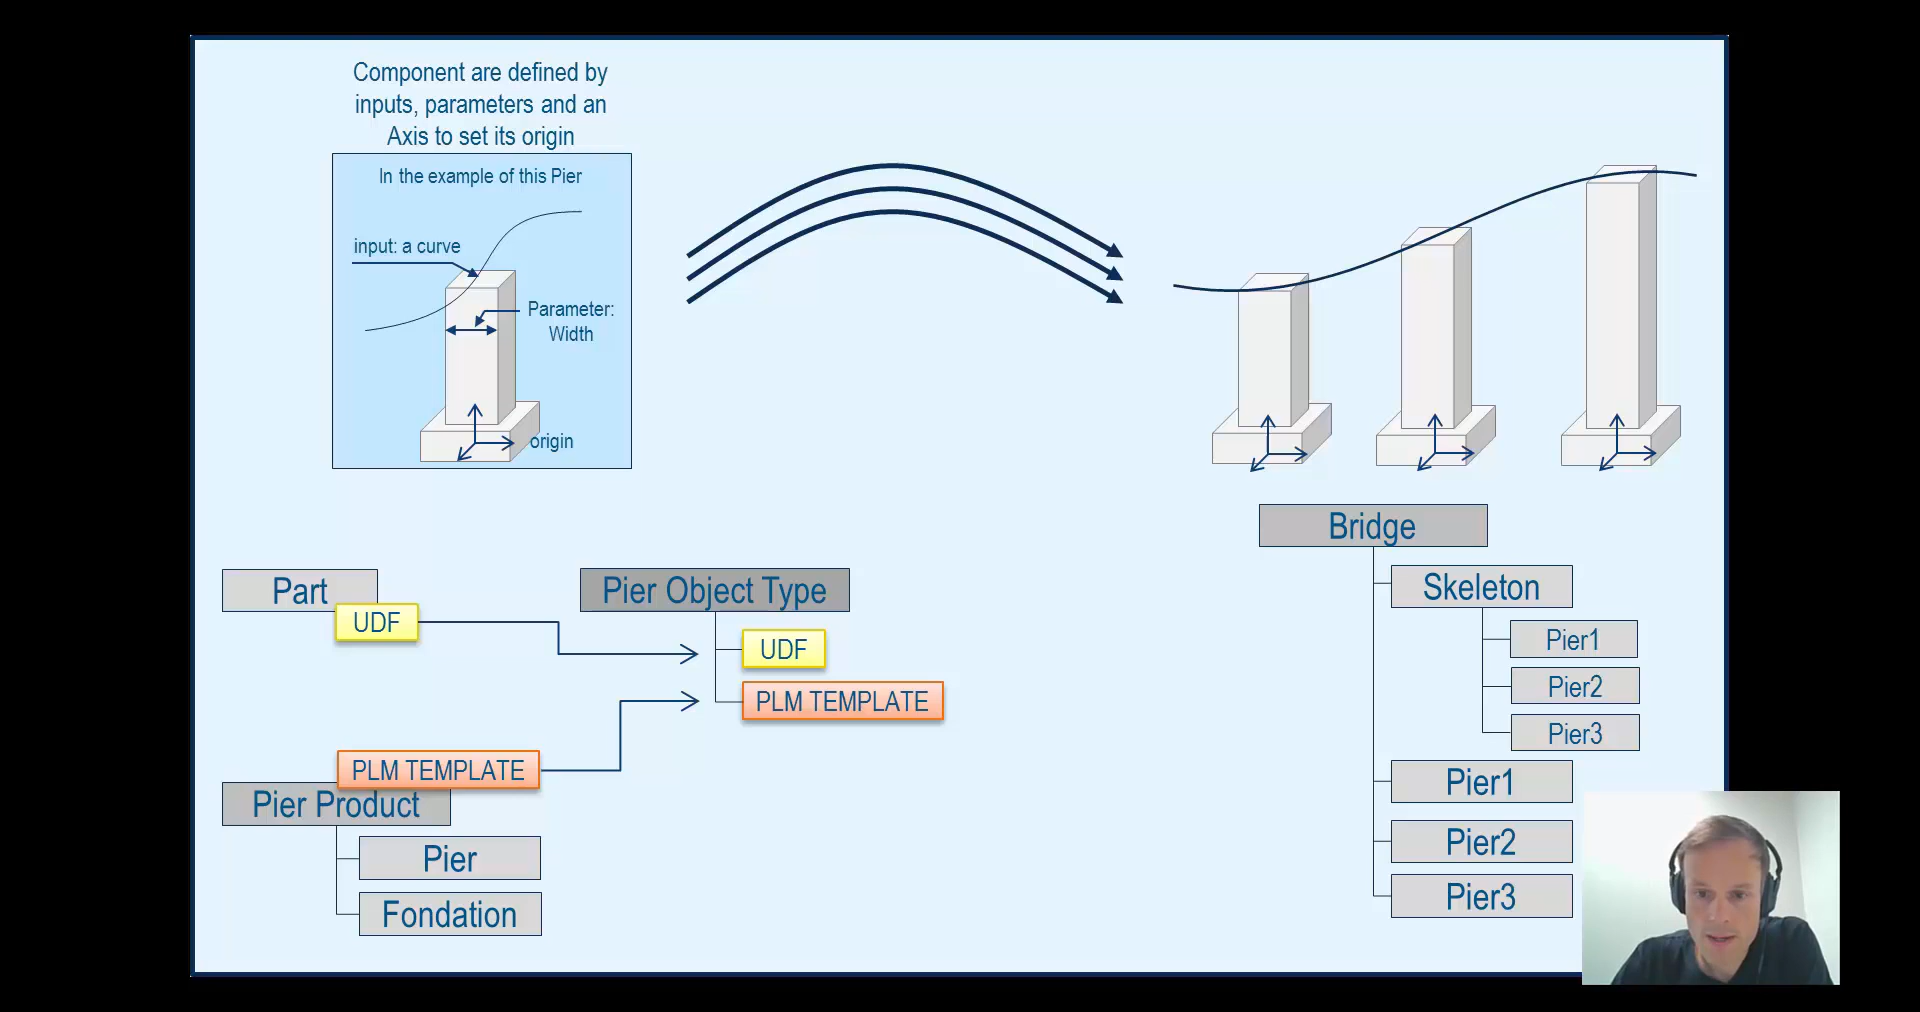 Component are defined by
inputs, parameters and an
Axis to set its origin
In the example of this Pier
input: a curve
Parameter:
Width
origin
Part
UDF
Pier Object Type
UDF
PLM TEMPLATE
PLM TEMPLATE
Pier Product
Pier
Fondation
Bridge
Skeleton
Pier1
Pier2
Pier3
Pier1
Pier2
Pier3